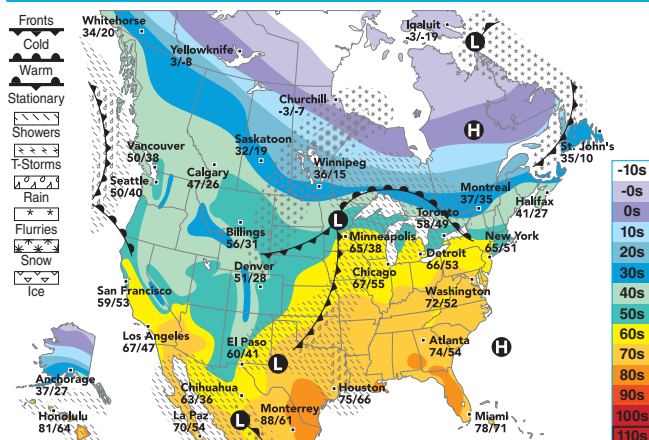 Fronts
Cold
Warm
Stationary
Showers
T-Storms
Rain
Flurries
Snow
Ice
Whitehorse
34/20
Yellowknife
3/-8
Iqaluit
-3/-19
L
Churchill
-3/-7
H
St. John's
35/10
Vancouver
50/38
Seattle
50/40
Calgary
47/26
Saskatoon
32/19
Winnipeg
36/15
Montreal
37/35
Halifax
41/27
L
Billings
56/31
Minneapolis
65/38
Toronto
58/49
New York
65/51
Denver
51/28
Chicago
67/55
Detroit
66/53
San Francisco
59/53
Washington
72/52
Los Angeles
67/47
El Paso
60/41
L
Atlanta
74/54
H
Anchorage
37/27
Honolulu
81/64
Chihuahua
63/36
La Paz
70/54
L
Monterrey
88/61
Houston
75/66
Miami
78/71
-10s
-0s
0s
10s
20s
30s
40s
50s
60s
70s
80s
90s
100s
110s